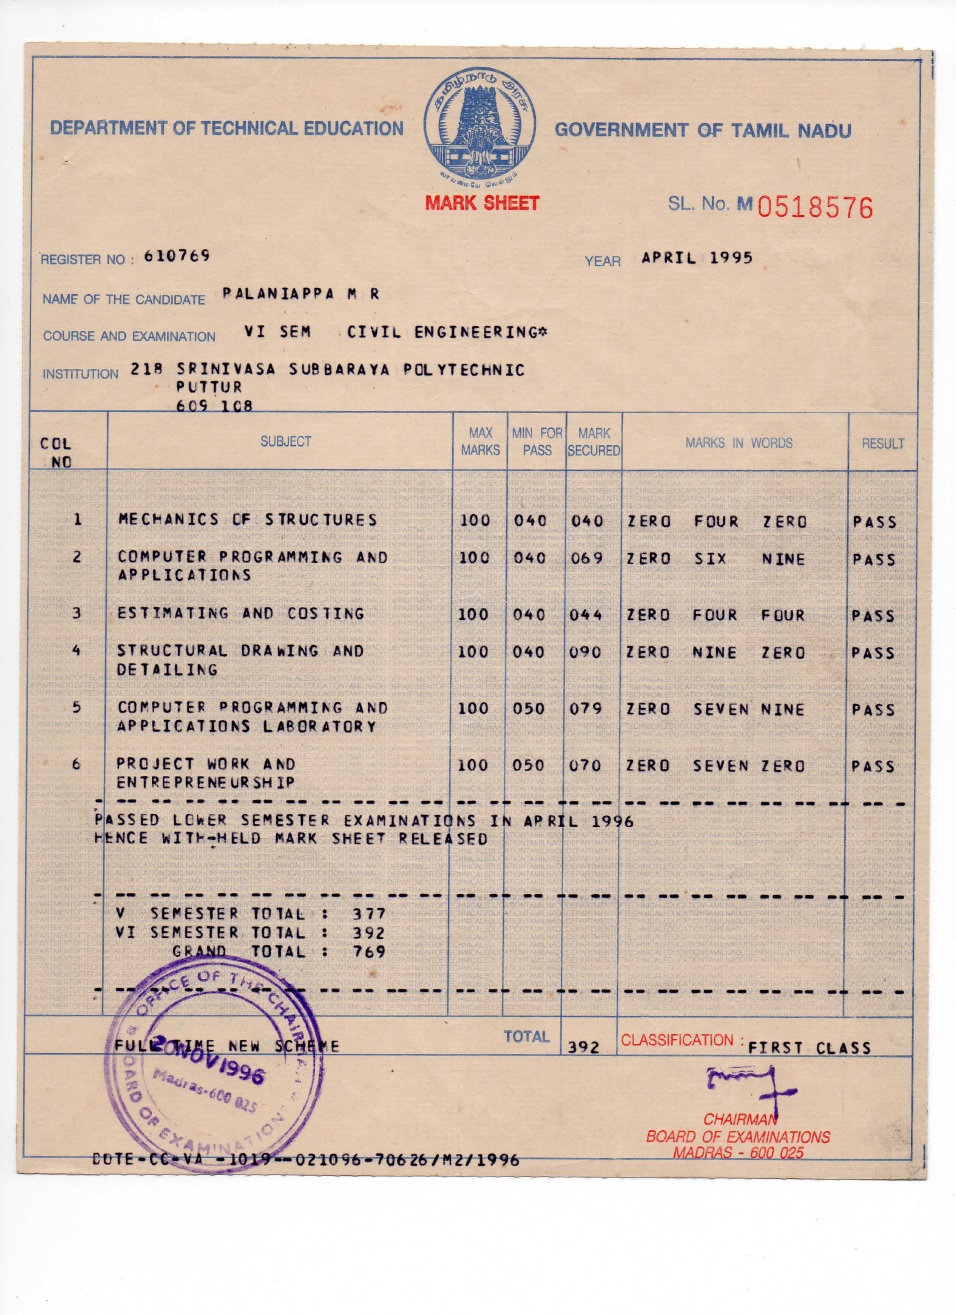 தமிழ்நாடு அரசு
வாய்மையே வெல்லும்
DEPARTMENT OF TECHNICAL EDUCATION
GOVERNMENT OF TAMIL NADU
MARK SHEET
SL. No. M 0518576
REGISTER NO : 610769
YEAR APRIL 1995
NAME OF THE CANDIDATE PALANIAPPA M R
COURSE AND EXAMINATION VI SEM CIVIL ENGINEERING*
INSTITUTION 218 SRINIVASA SUBBARAYA POLYTECHNIC
PUTTUR
609 108
COL NO SUBJECT MAX MARKS MIN FOR PASS MARK SECURED MARKS IN WORDS RESULT
1 MECHANICS OF STRUCTURES 100 040 040 ZERO FOUR ZERO PASS
2 COMPUTER PROGRAMMING AND 100 040 069 ZERO SIX NINE PASS
APPLICATIONS
3 ESTIMATING AND COSTING 100 040 044 ZERO FOUR FOUR PASS
4 STRUCTURAL DRAWING AND 100 040 090 ZERO NINE ZERO PASS
DETAILING
5 COMPUTER PROGRAMMING AND 100 050 079 ZERO SEVEN NINE PASS
APPLICATIONS LABORATORY
6 PROJECT WORK AND 100 050 070 ZERO SEVEN ZERO PASS
ENTREPRENEURSHIP
PASSED LOWER SEMESTER EXAMINATIONS IN APRIL 1996
HENCE WITH-HELD MARK SHEET RELEASED
V SEMESTER TOTAL : 377
VI SEMESTER TOTAL : 392
GRAND TOTAL : 769
FULL TIME NEW SCHEME
TOTAL 392
CLASSIFICATION : FIRST CLASS
OFFICE OF THE CHAIRMAN
BOARD OF EXAMINATION
20 NOV 1996
Madras-600 025
CHAIRMAN
BOARD OF EXAMINATIONS
MADRAS - 600 025
DOTE-CC-VA -1019--021096-70626/M2/1996